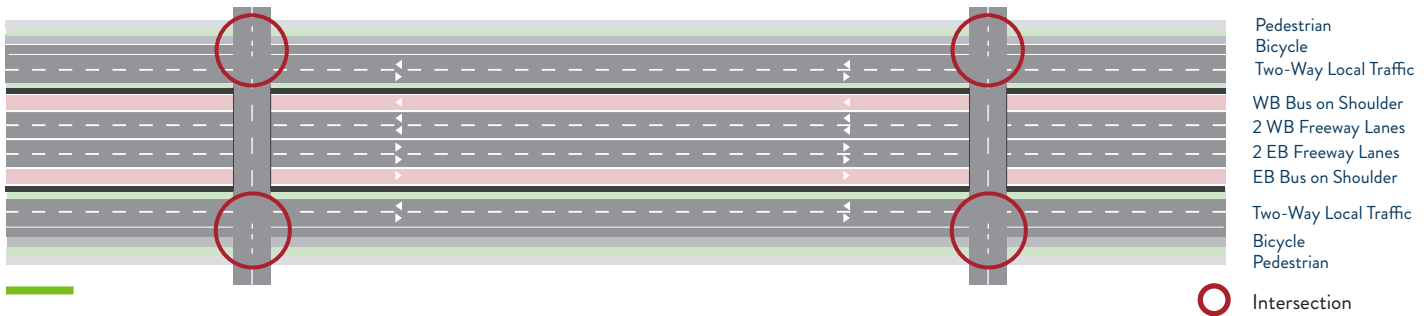 Pedestrian
Bicycle
Two-Way Local Traffic
WB Bus on Shoulder
2 WB Freeway Lanes
2 EB Freeway Lanes
EB Bus on Shoulder
Two-Way Local Traffic
Bicycle
Pedestrian
Intersection